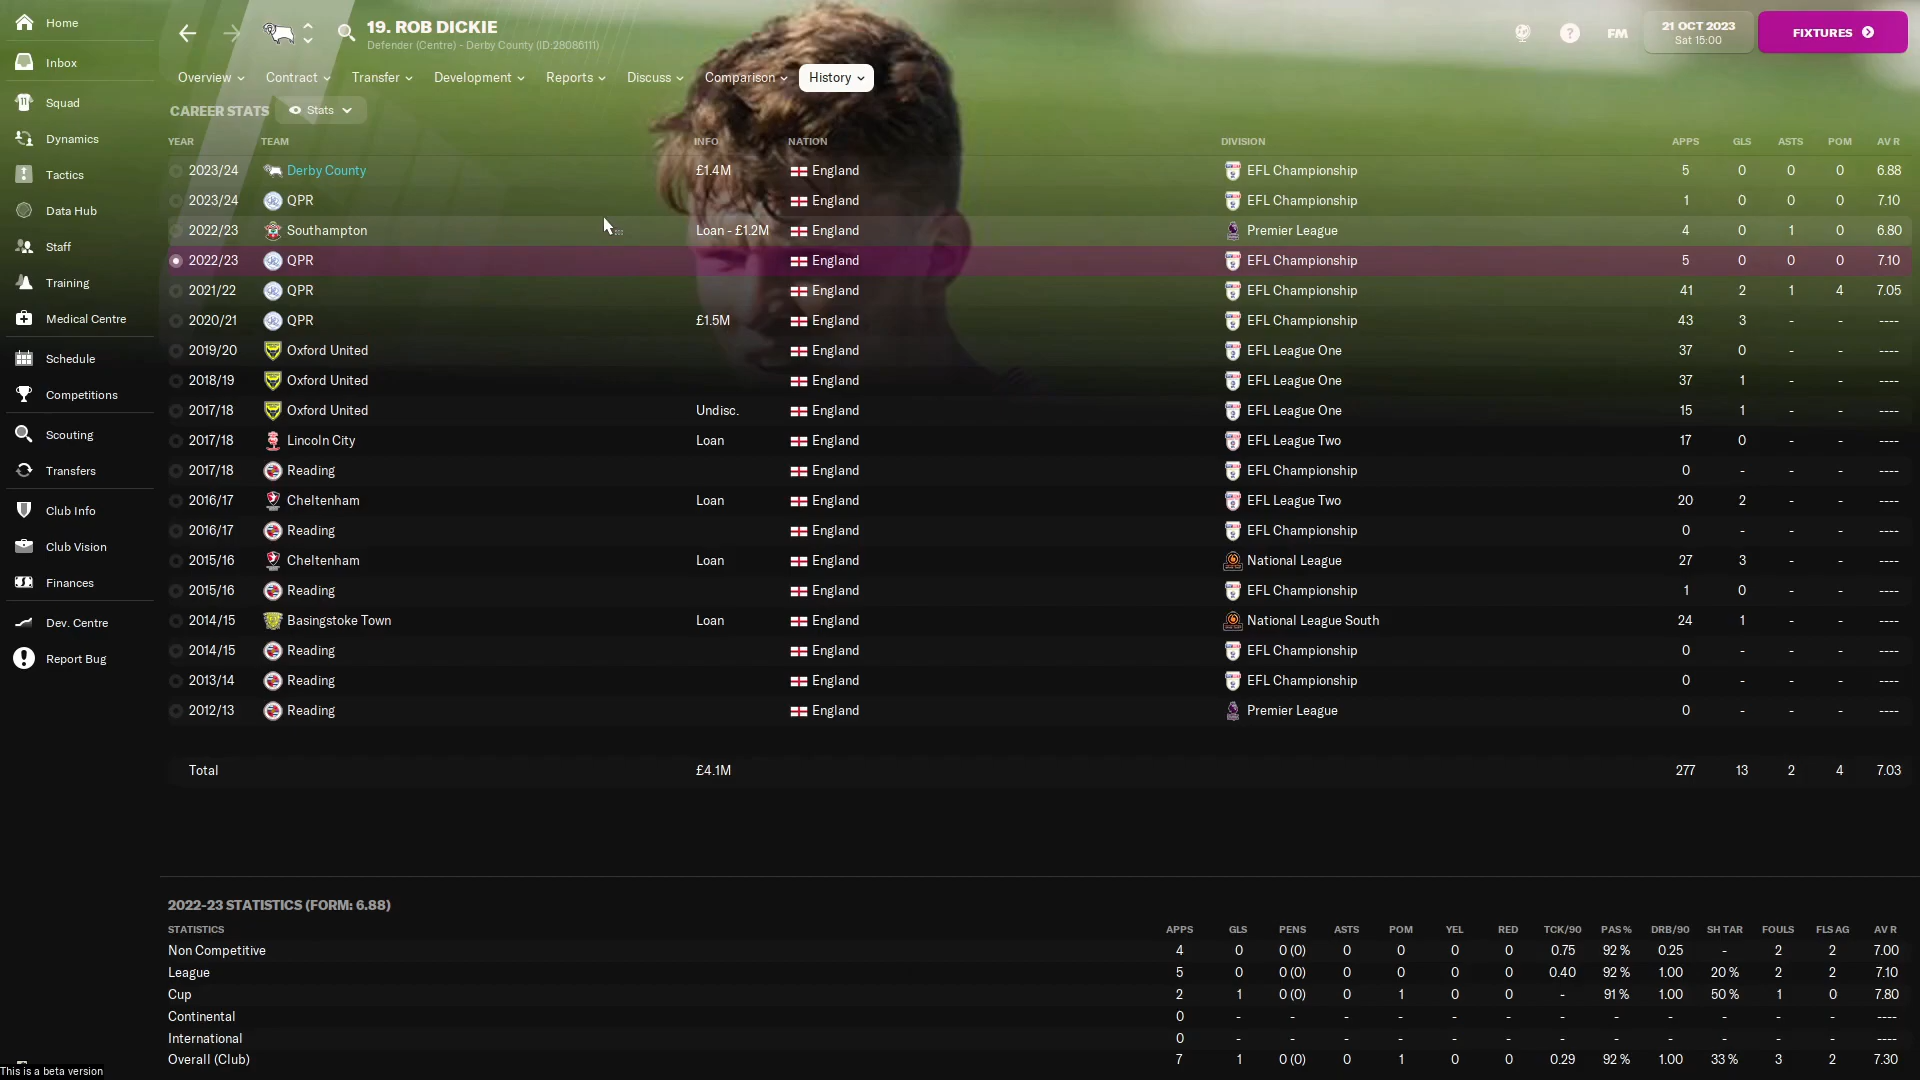 Home
Inbox
Squad
Dynamics
Tactics
Data Hub
Staff
Training
Medical Centre
Schedule
Competitions
Scouting
Transfers
Club Info
Club Vision
Finances
Dev. Centre
Report Bug
This is a beta version
19. ROB DICKIE
Defender (Centre) - Derby County (ID:28086111)
FM
21 OCT 2023
Sat 15:00
FIXTURES
Overview Contract Transfer Development Reports Discuss Comparison History
CAREER STATS Stats
YEAR TEAM INFO NATION DIVISION APPS GLS ASTS POM AV R
2023/24 Derby County £1.4M England EFL Championship 5 0 0 0 6.88
2023/24 QPR England EFL Championship 1 0 0 0 7.10
2022/23 Southampton Loan - £1.2M England Premier League 4 0 1 0 6.80
2022/23 QPR England EFL Championship 5 0 0 0 7.10
2021/22 QPR England EFL Championship 41 2 1 4 7.05
2020/21 QPR £1.5M England EFL Championship 43 3 - - ----
2019/20 Oxford United England EFL League One 37 0 - - ----
2018/19 Oxford United England EFL League One 37 1 - - ----
2017/18 Oxford United Undisc. England EFL League One 15 1 - - ----
2017/18 Lincoln City Loan England EFL League Two 17 0 - - ----
2017/18 Reading England EFL Championship 0 - - - ----
2016/17 Cheltenham Loan England EFL League Two 20 2 - - ----
2016/17 Reading England EFL Championship 0 - - - ----
2015/16 Cheltenham Loan England National League 27 3 - - ----
2015/16 Reading England EFL Championship 1 0 - - ----
2014/15 Basingstoke Town Loan England National League South 24 1 - - ----
2014/15 Reading England EFL Championship 0 - - - ----
2013/14 Reading England EFL Championship 0 - - - ----
2012/13 Reading England Premier League 0 - - - ----
Total £4.1M 277 13 2 4 7.03
2022-23 STATISTICS (FORM: 6.88)
STATISTICS APPS GLS PENS ASTS POM YEL RED TCK/90 PAS % DRB/90 SH TAR FOULS FLS AG AV R
Non Competitive 4 0 0 (0) 0 0 0 0 0.75 92 % 0.25 - 2 2 7.00
League 5 0 0 (0) 0 0 0 0 0.40 92 % 1.00 20 % 2 2 7.10
Cup 2 1 0 (0) 0 1 0 0 - 91 % 1.00 50 % 1 0 7.80
Continental 0 - - - - - - - - - - - - ----
International 0 - - - - - - - - - - - - ----
Overall (Club) 7 1 0 (0) 0 1 0 0 0.29 92 % 1.00 33 % 3 2 7.30